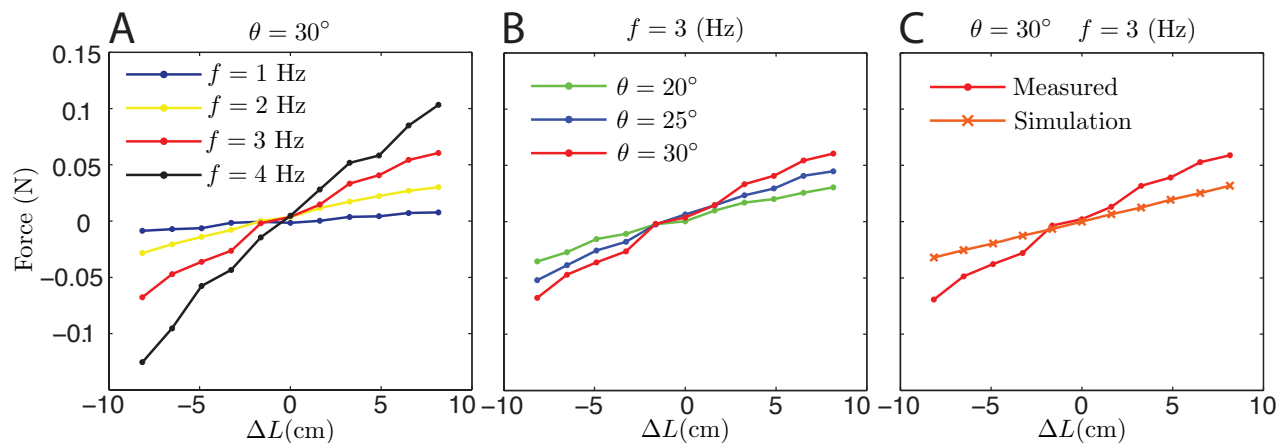 A
θ = 30°
B
f = 3 (Hz)
C
θ = 30° f = 3 (Hz)
0.15
0.1
0.05
0
−0.05
−0.1
Force (N)
f = 1 Hz
f = 2 Hz
f = 3 Hz
f = 4 Hz
−10
−5
0
5
10
ΔL(cm)
θ = 20°
θ = 25°
θ = 30°
−10
−5
0
5
10
ΔL(cm)
Measured
Simulation
−10
−5
0
5
10
ΔL(cm)